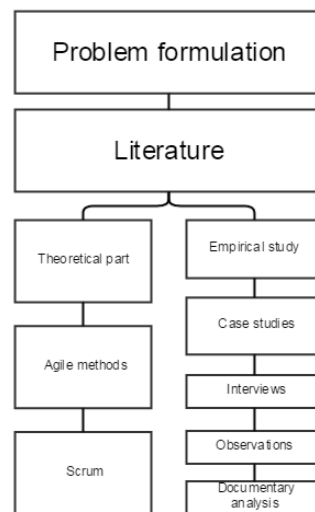 Problem formulation
Literature
Theoretical part
Agile methods
Scrum
Empirical study
Case studies
Interviews
Observations
Documentary
analysis